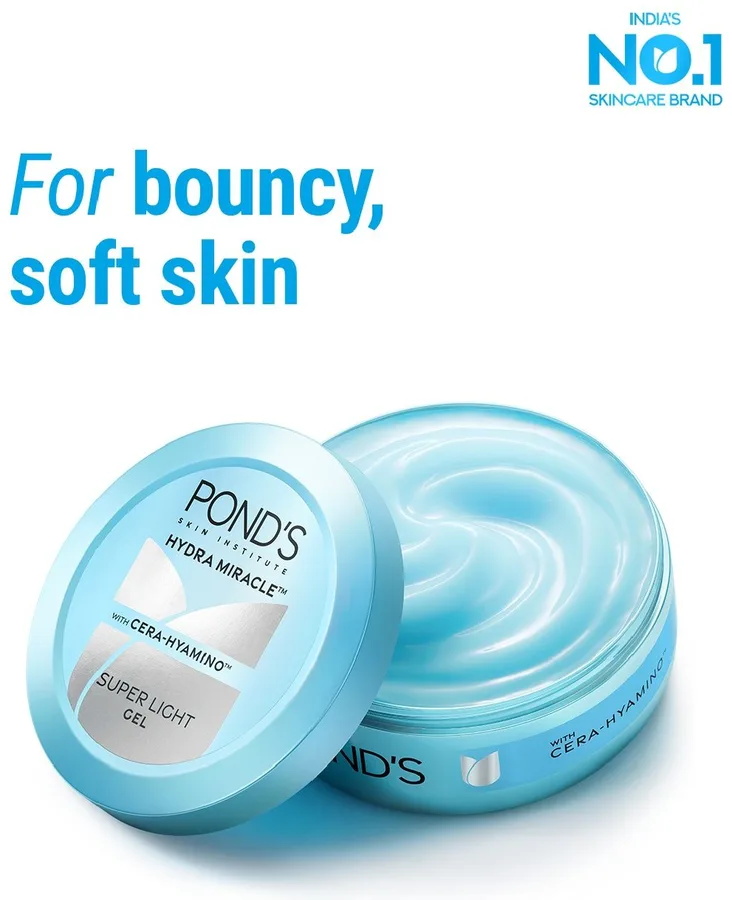 INDIA'S
NO.1
SKINCARE BRAND
For bouncy,
soft skin
POND'S
SKIN INSTITUTE
HYDRA MIRACLE™
WITH CERA-HYAMINO™
SUPER LIGHT
GEL
ND'S
WITH
CERA-HYAMINO™